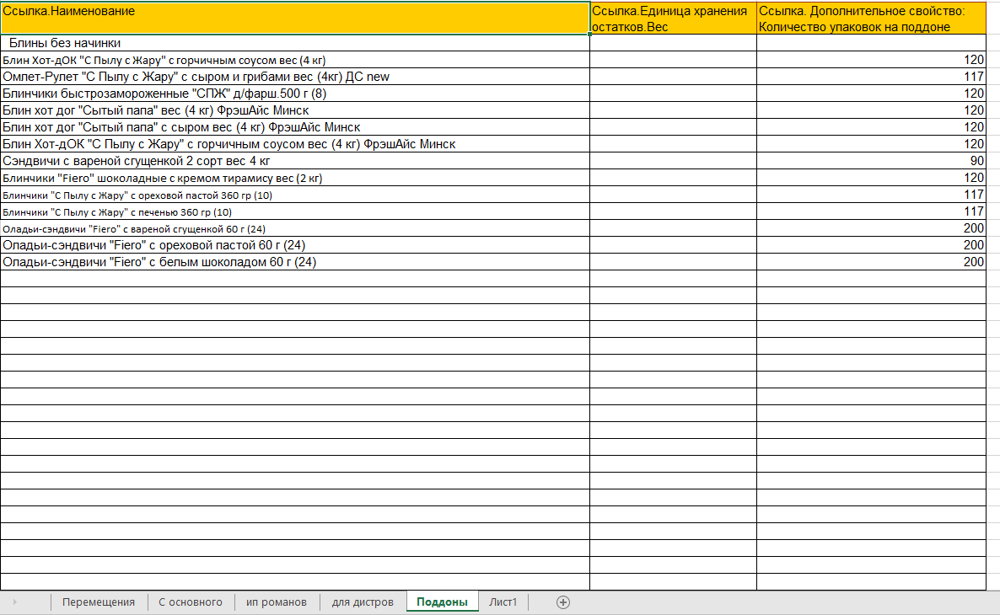 Ссылка.Наименование
Ссылка.Единица хранения остатков.Вес
Ссылка. Дополнительное свойство: Количество упаковок на поддоне
Блины без начинки
Блин Хот-дОК "С Пылу с Жару" с горчичным соусом вес (4 кг) 120
Омлет-Рулет "С Пылу с Жару" с сыром и грибами вес (4кг) ДС new 117
Блинчики быстрозамороженные "СПЖ" д/фарш.500 г (8) 120
Блин хот дог "Сытый папа" вес (4 кг) ФрэшАйс Минск 120
Блин хот дог "Сытый папа" с сыром вес (4 кг) ФрэшАйс Минск 120
Блин Хот-дОК "С Пылу с Жару" с горчичным соусом вес (4 кг) ФрэшАйс Минск 120
Сэндвичи с вареной сгущенкой 2 сорт вес 4 кг 90
Блинчики "Fiero" шоколадные с кремом тирамису вес (2 кг) 120
Блинчики "С Пылу с Жару" с ореховой пастой 360 гр (10) 117
Блинчики "С Пылу с Жару" с печенью 360 гр (10) 117
Оладьи-сэндвичи "Fiero" с вареной сгущенкой 60 г (24) 200
Оладьи-сэндвичи "Fiero" с ореховой пастой 60 г (24) 200
Оладьи-сэндвичи "Fiero" с белым шоколадом 60 г (24) 200
Перемещения С основного ип романов для дистров Поддоны Лист1